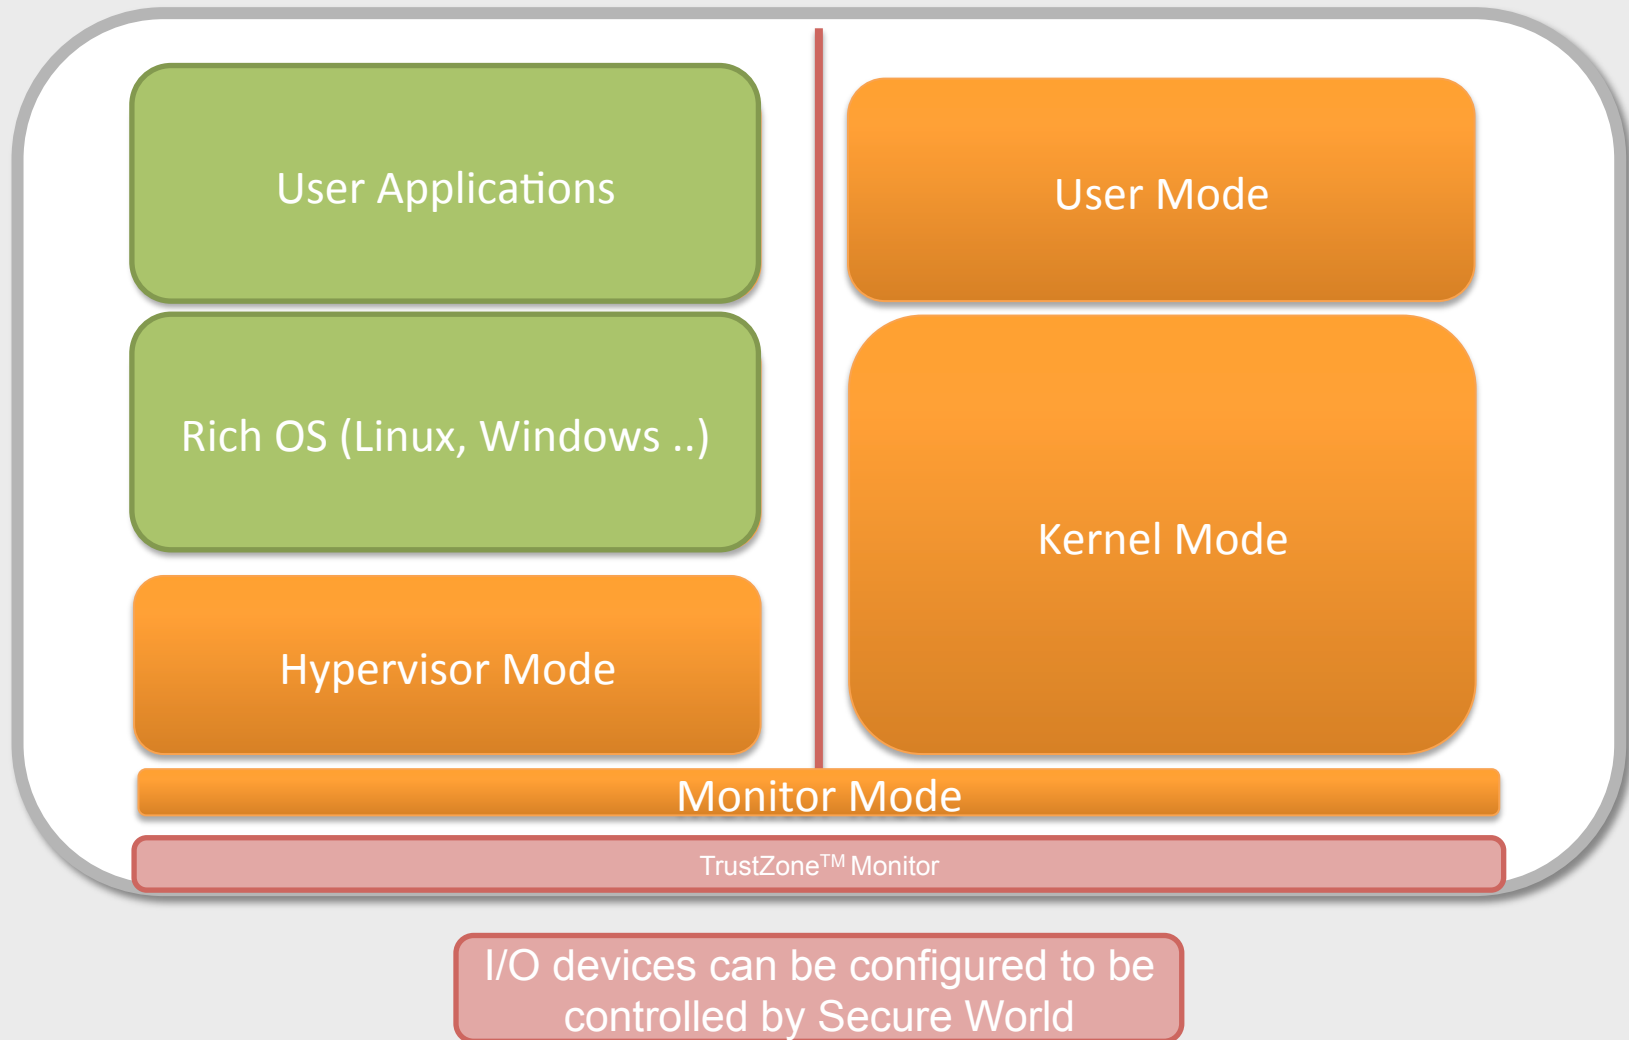 User Applications
User Mode
Rich OS (Linux, Windows ..)
Kernel Mode
Hypervisor Mode
Monitor Mode
TrustZone™ Monitor
I/O devices can be configured to be
controlled by Secure World